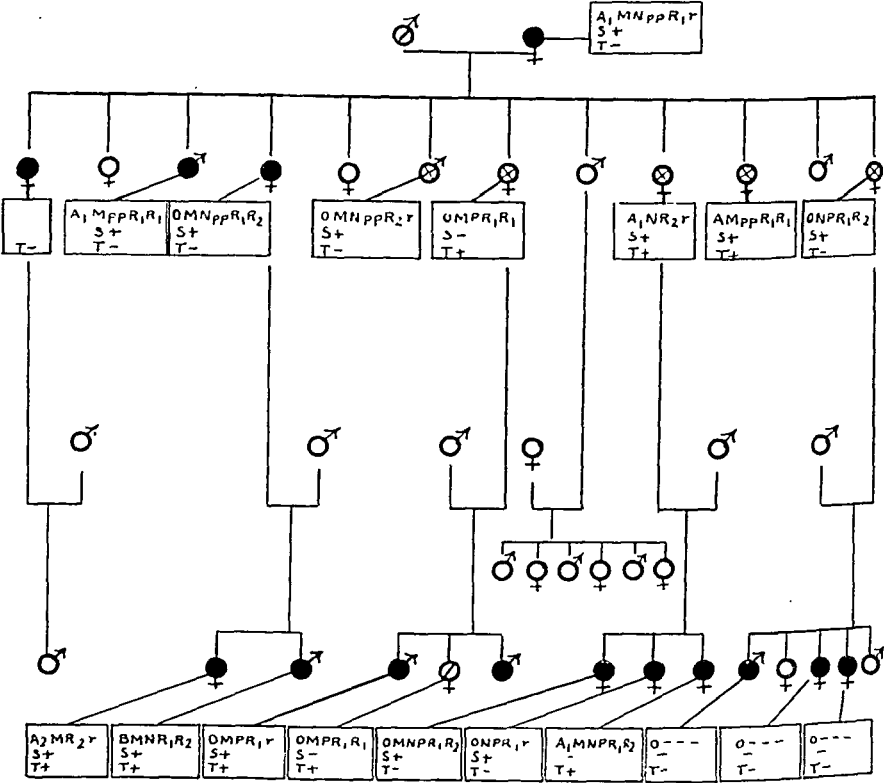 A₁MNppR₁r
S+
T-
T-
A₁MppR₁R₁
S+
T-
OMNppR₁R₂
S+
T-
OMNppR₂r
S+
T-
OMPR₁R₁
S-
T+
A₁NR₂r
S+
T+
AMppR₁R₁
S+
T+
ONPR₁R₂
S+
T-
A₂MR₂r
S+
T+
BMNR₁R₂
S+
T+
OMPR₁r
S+
T+
OMPR₁R₁
S-
T+
OMNPR₁R₂
S+
T-
ONPR₁r
S+
T-
A₁MNPR₁R₂
-
T+
O---
-
T-
O---
-
T-
O---
-
T-